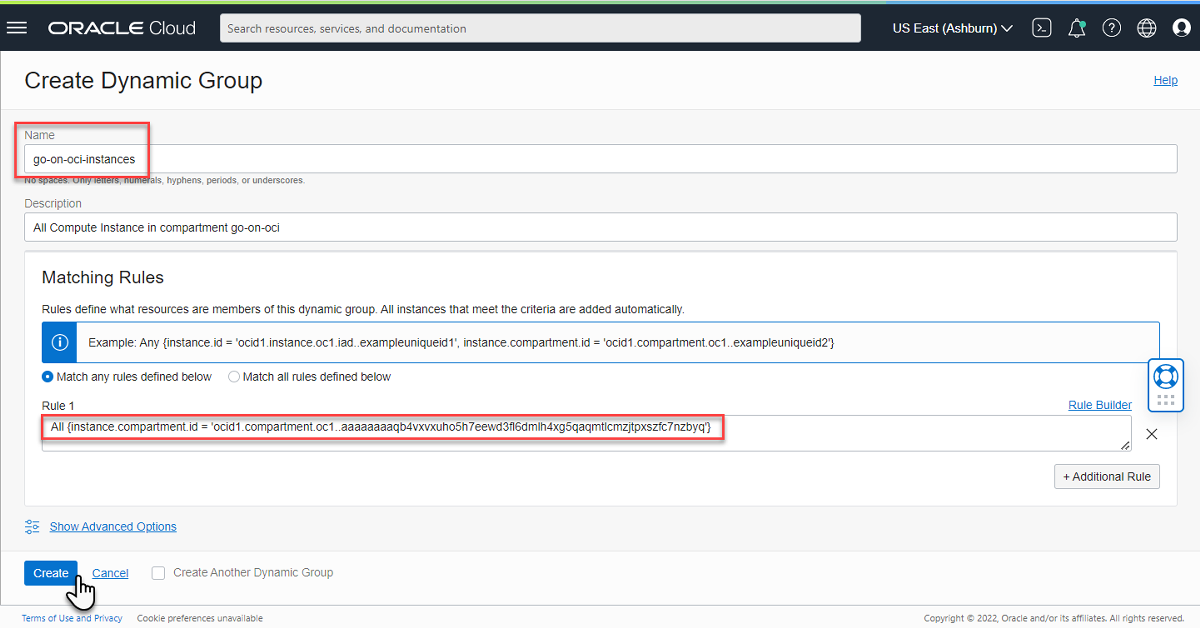 ORACLE Cloud
Search resources, services, and documentation
US East (Ashburn)
Create Dynamic Group
Help
Name
go-on-oci-instances
No spaces. Only letters, numerals, hyphens, periods, or underscores.
Description
All Compute Instance in compartment go-on-oci
Matching Rules
Rules define what resources are members of this dynamic group. All instances that meet the criteria are added automatically.
Example: Any {instance.id = 'ocid1.instance.oc1.iad..exampleuniqueid1', instance.compartment.id = 'ocid1.compartment.oc1..exampleuniqueid2'}
Match any rules defined below Match all rules defined below
Rule 1
Rule Builder
All {instance.compartment.id = 'ocid1.compartment.oc1..aaaaaaaaqb4vxvxuho5h7eewd3fl6dmlh4xg5qaqmtlcmzjtpxszfc7nzbyq'}
+ Additional Rule
Show Advanced Options
Create Cancel Create Another Dynamic Group
Terms of Use and Privacy Cookie preferences unavailable
Copyright © 2022, Oracle and/or its affiliates. All rights reserved.